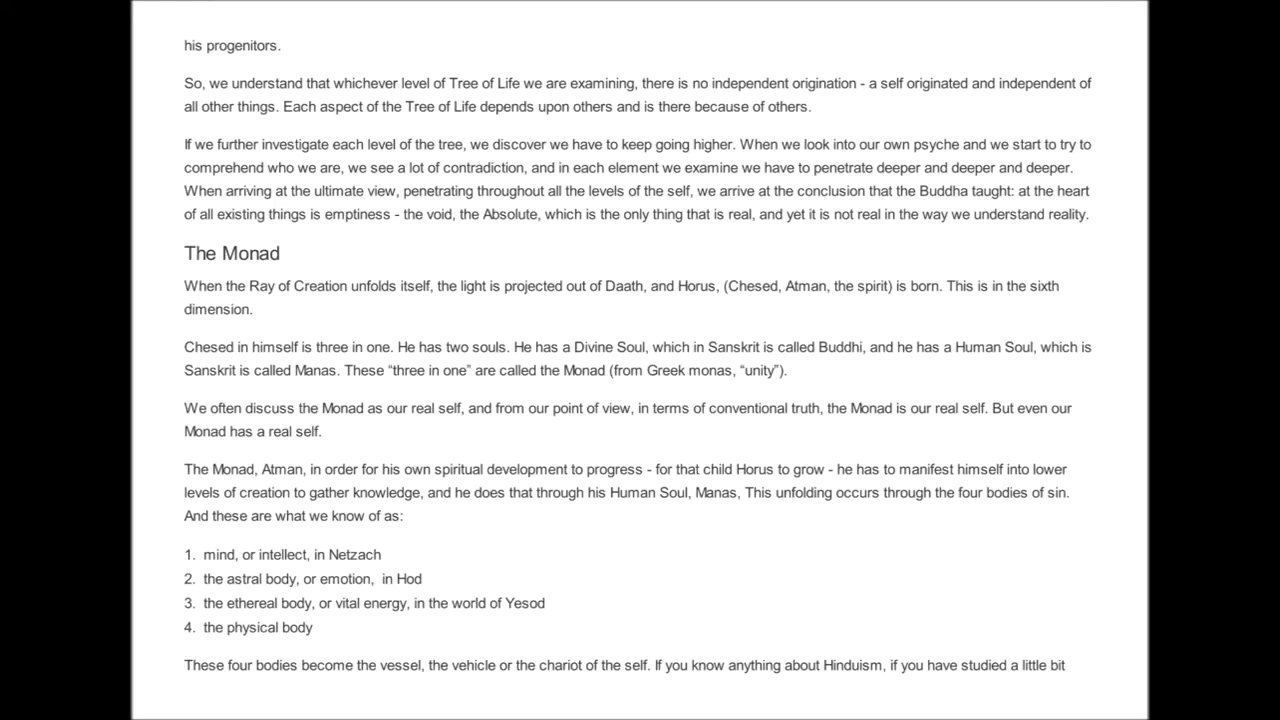 his progenitors.
So, we understand that whichever level of Tree of Life we are examining, there is no independent origination - a self originated and independent of
all other things. Each aspect of the Tree of Life depends upon others and is there because of others.
If we further investigate each level of the tree, we discover we have to keep going higher. When we look into our own psyche and we start to try to
comprehend who we are, we see a lot of contradiction, and in each element we examine we have to penetrate deeper and deeper and deeper.
When arriving at the ultimate view, penetrating throughout all the levels of the self, we arrive at the conclusion that the Buddha taught: at the heart
of all existing things is emptiness - the void, the Absolute, which is the only thing that is real, and yet it is not real in the way we understand reality.
The Monad
When the Ray of Creation unfolds itself, the light is projected out of Daath, and Horus, (Chesed, Atman, the spirit) is born. This is in the sixth
dimension.
Chesed in himself is three in one. He has two souls. He has a Divine Soul, which in Sanskrit is called Buddhi, and he has a Human Soul, which is
Sanskrit is called Manas. These “three in one” are called the Monad (from Greek monas, “unity”).
We often discuss the Monad as our real self, and from our point of view, in terms of conventional truth, the Monad is our real self. But even our
Monad has a real self.
The Monad, Atman, in order for his own spiritual development to progress - for that child Horus to grow - he has to manifest himself into lower
levels of creation to gather knowledge, and he does that through his Human Soul, Manas, This unfolding occurs through the four bodies of sin.
And these are what we know of as:
1. mind, or intellect, in Netzach
2. the astral body, or emotion,  in Hod
3. the ethereal body, or vital energy, in the world of Yesod
4. the physical body
These four bodies become the vessel, the vehicle or the chariot of the self. If you know anything about Hinduism, if you have studied a little bit